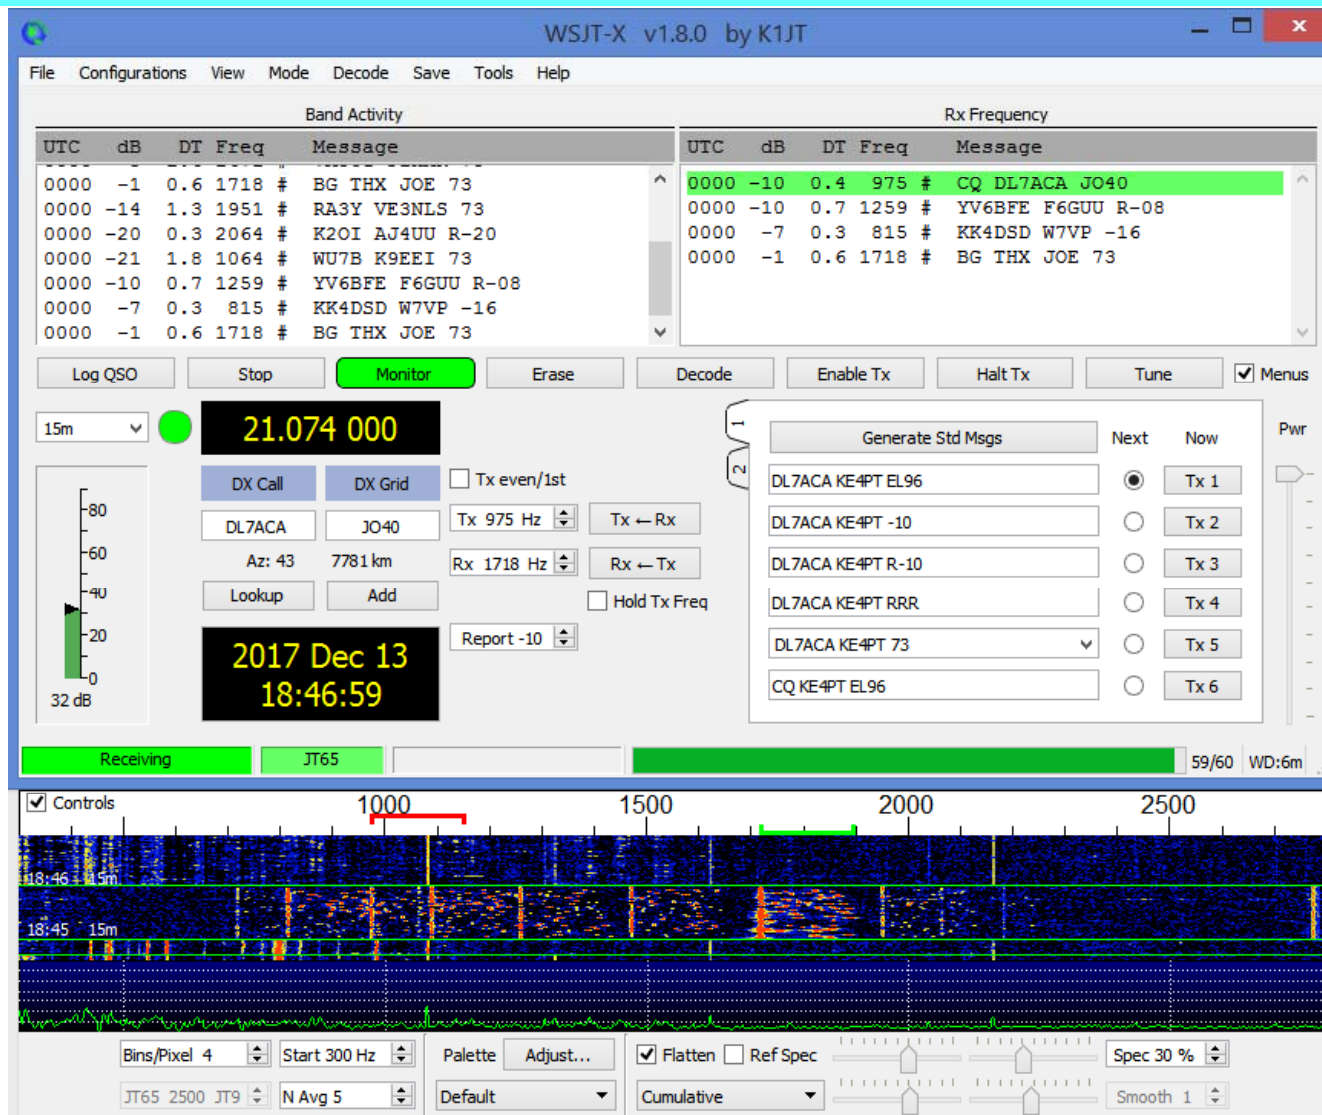 WSJT-X v1.8.0 by K1JT
File Configurations View Mode Decode Save Tools Help
Band Activity
UTC dB DT Freq Message
0000 -1 0.6 1718 # BG THX JOE 73
0000 -14 1.3 1951 # RA3Y VE3NLS 73
0000 -20 0.3 2064 # K2OI AJ4UU R-20
0000 -21 1.8 1064 # WU7B K9EEI 73
0000 -10 0.7 1259 # YV6BFE F6GUU R-08
0000 -7 0.3 815 # KK4DSD W7VP -16
0000 -1 0.6 1718 # BG THX JOE 73
Rx Frequency
UTC dB DT Freq Message
0000 -10 0.4 975 # CQ DL7ACA JO40
0000 -10 0.7 1259 # YV6BFE F6GUU R-08
0000 -7 0.3 815 # KK4DSD W7VP -16
0000 -1 0.6 1718 # BG THX JOE 73
Log QSO Stop Monitor Erase Decode Enable Tx Halt Tx Tune Menus
15m
21.074 000
DX Call DX Grid
DL7ACA JO40
Az: 43 7781 km
Lookup Add
2017 Dec 13
18:46:59
-80
-60
-40
-20
-0
32 dB
Tx even/1st
Tx 975 Hz Tx ← Rx
Rx 1718 Hz Rx ← Tx
Hold Tx Freq
Report -10
1
2
Generate Std Msgs Next Now Pwr
DL7ACA KE4PT EL96 Tx 1
DL7ACA KE4PT -10 Tx 2
DL7ACA KE4PT R-10 Tx 3
DL7ACA KE4PT RRR Tx 4
DL7ACA KE4PT 73 Tx 5
CQ KE4PT EL96 Tx 6
Receiving JT65 59/60 WD:6m
Controls 1000 1500 2000 2500
18:46 15m
18:45 15m
Bins/Pixel 4 Start 300 Hz Palette Adjust... Flatten Ref Spec Spec 30 %
JT65 2500 JT9 N Avg 5 Default Cumulative Smooth 1